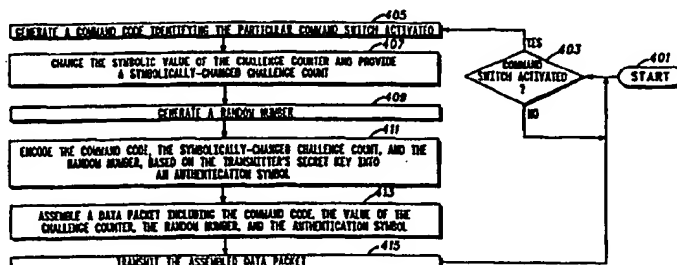 405
GENERATE A COMMAND CODE IDENTIFYING THE PARTICULAR COMMAND SWITCH ACTIVATED
407
CHANGE THE SYMBOLIC VALUE OF THE CHALLENGE COUNTER AND PROVIDE
A SYMBOLICALLY-CHANGED CHALLENGE COUNT
409
GENERATE A RANDOM NUMBER
411
ENCODE THE COMMAND CODE, THE SYMBOLICALLY-CHANGED CHALLENGE COUNT, AND THE
RANDOM NUMBER, BASED ON THE TRANSMITTER'S SECRET KEY INTO
AN AUTHENTICATION SYMBOL
413
ASSEMBLE A DATA PACKET INCLUDING THE COMMAND CODE, THE VALUE OF THE
CHALLENGE COUNTER, THE RANDOM NUMBER, AND THE AUTHENTICATION SYMBOL
415
TRANSMIT THE ASSEMBLED DATA PACKET
YES
403
COMMAND
SWITCH ACTIVATED
?
NO
401
START